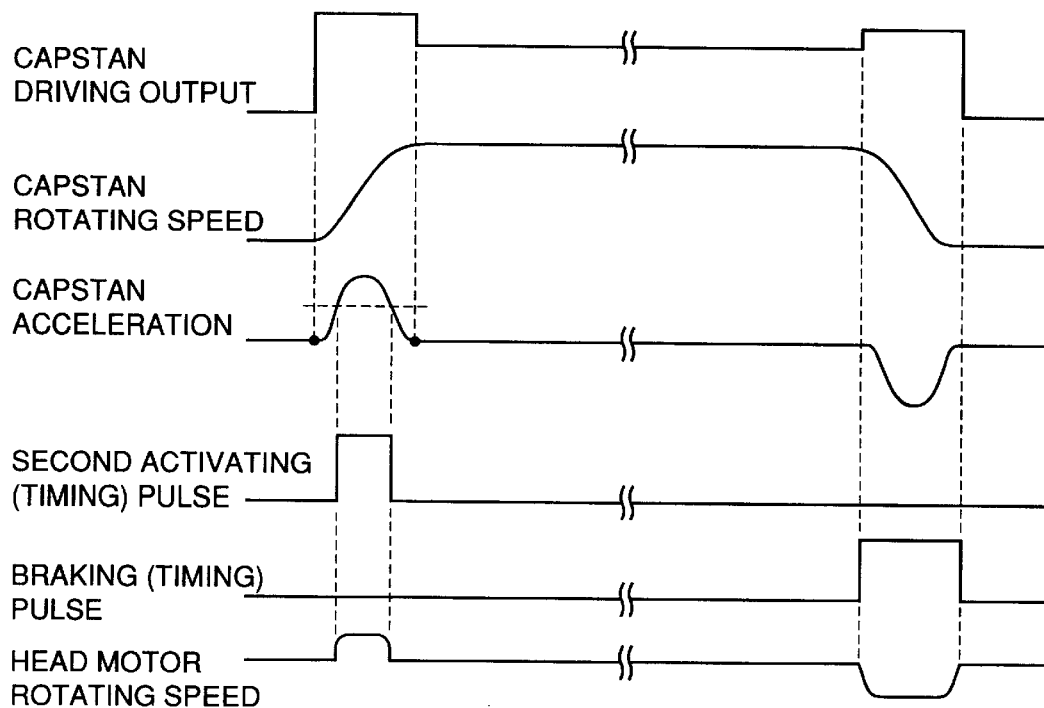 CAPSTAN
DRIVING OUTPUT
CAPSTAN
ROTATING SPEED
CAPSTAN
ACCELERATION
SECOND ACTIVATING
(TIMING) PULSE
BRAKING (TIMING)
PULSE
HEAD MOTOR
ROTATING SPEED